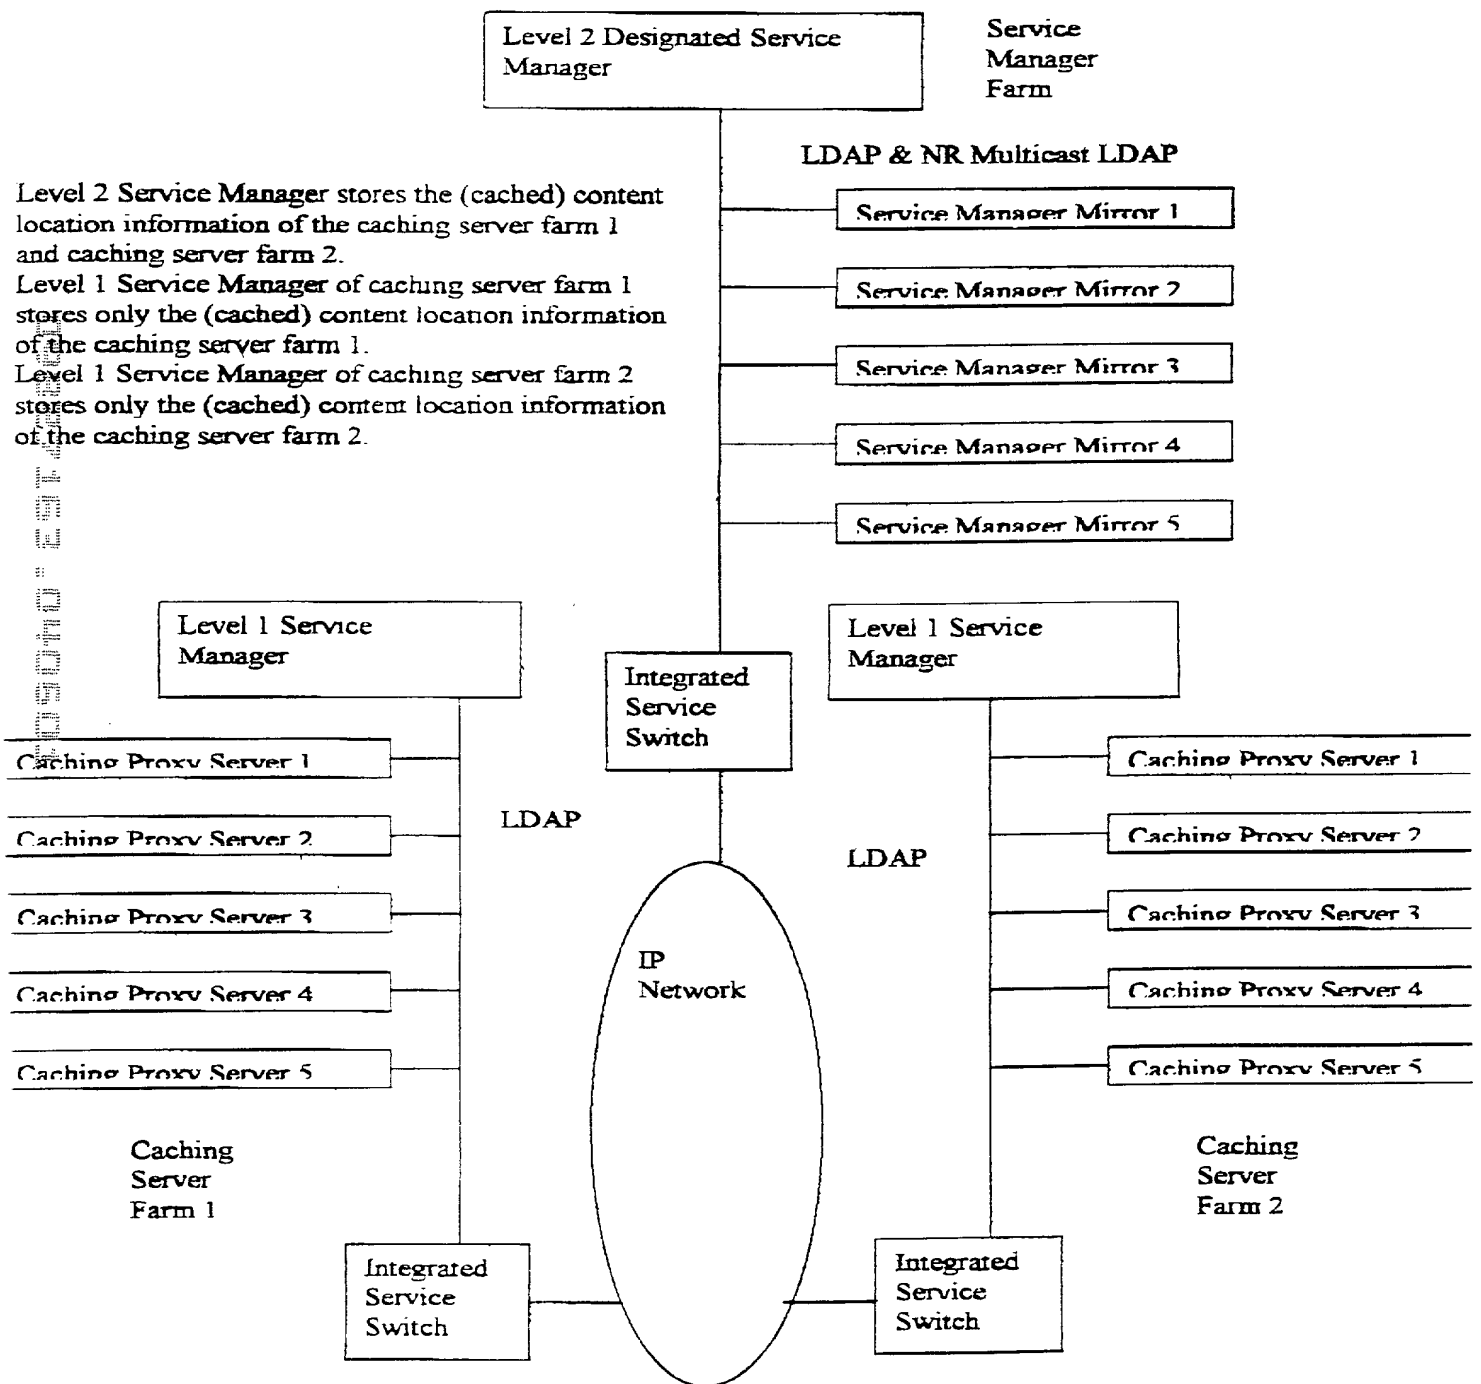 Level 2 Designated Service
Manager
Service
Manager
Farm
LDAP & NR Multicast LDAP
Level 2 Service Manager stores the (cached) content
location information of the caching server farm 1
and caching server farm 2.
Level 1 Service Manager of caching server farm 1
stores only the (cached) content location information
of the caching server farm 1.
Level 1 Service Manager of caching server farm 2
stores only the (cached) content location information
of the caching server farm 2.
Service Manager Mirror 1
Service Manager Mirror 2
Service Manager Mirror 3
Service Manager Mirror 4
Service Manager Mirror 5
Level 1 Service
Manager
Integrated
Service
Switch
Level 1 Service
Manager
Caching Proxy Server 1
Caching Proxy Server 2
Caching Proxy Server 3
Caching Proxy Server 4
Caching Proxy Server 5
LDAP
LDAP
IP
Network
Caching Proxy Server 1
Caching Proxy Server 2
Caching Proxy Server 3
Caching Proxy Server 4
Caching Proxy Server 5
Caching
Server
Farm 1
Caching
Server
Farm 2
Integrated
Service
Switch
Integrated
Service
Switch